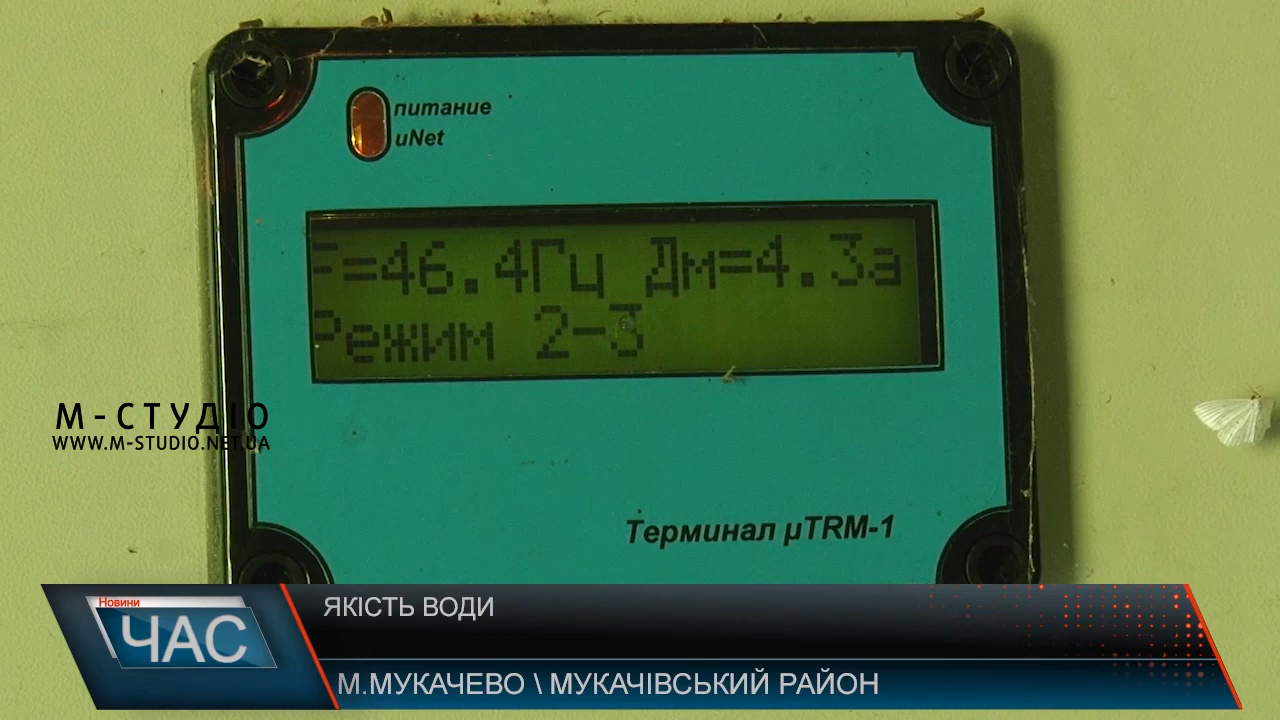 питание
uNet
F=46.4Гц Дм=4.3а
Режим 2-3
М-СТУДІО
WWW.M-STUDIO.NET.UA
Терминал µTRM-1
Новини
ЧАС
ЯКІСТЬ ВОДИ
М.МУКАЧЕВО \ МУКАЧІВСЬКИЙ РАЙОН